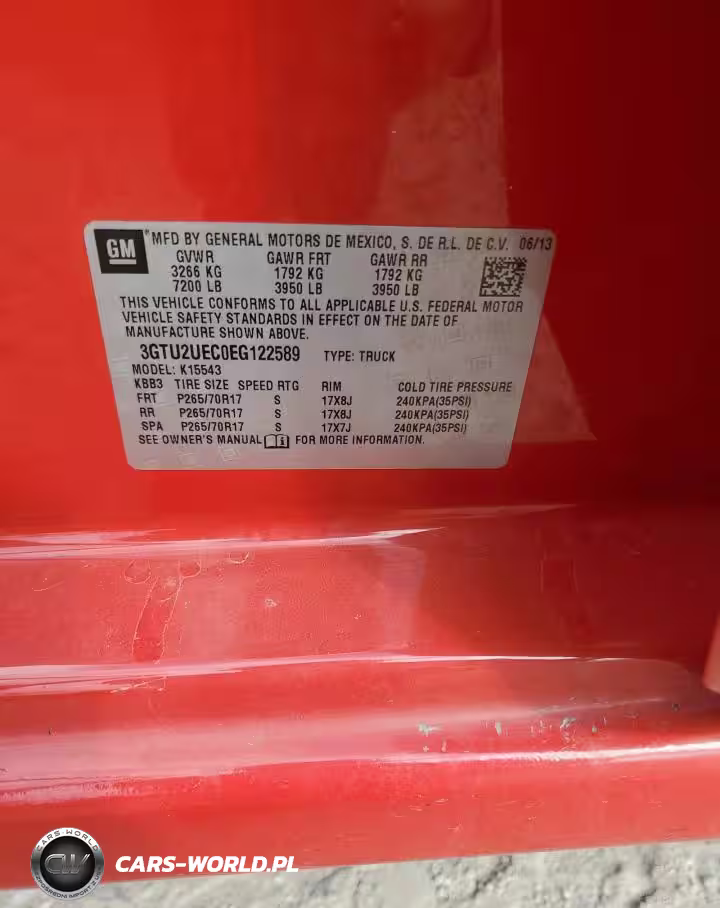 GM MFD BY GENERAL MOTORS DE MEXICO, S. DE R.L. DE C.V. 06/13
GVWR GAWR FRT GAWR RR
3266 KG 1792 KG 1792 KG
7200 LB 3950 LB 3950 LB
THIS VEHICLE CONFORMS TO ALL APPLICABLE U.S. FEDERAL MOTOR
VEHICLE SAFETY STANDARDS IN EFFECT ON THE DATE OF
MANUFACTURE SHOWN ABOVE.
3GTU2UEC0EG122589 TYPE: TRUCK
MODEL: K15543
KBB3 TIRE SIZE SPEED RTG RIM COLD TIRE PRESSURE
FRT P265/70R17 S 17X8J 240KPA(35PSI)
RR P265/70R17 S 17X8J 240KPA(35PSI)
SPA P265/70R17 S 17X7J 240KPA(35PSI)
SEE OWNER'S MANUAL FOR MORE INFORMATION.
CARS-WORLD
CW
CARS-WORLD.PL